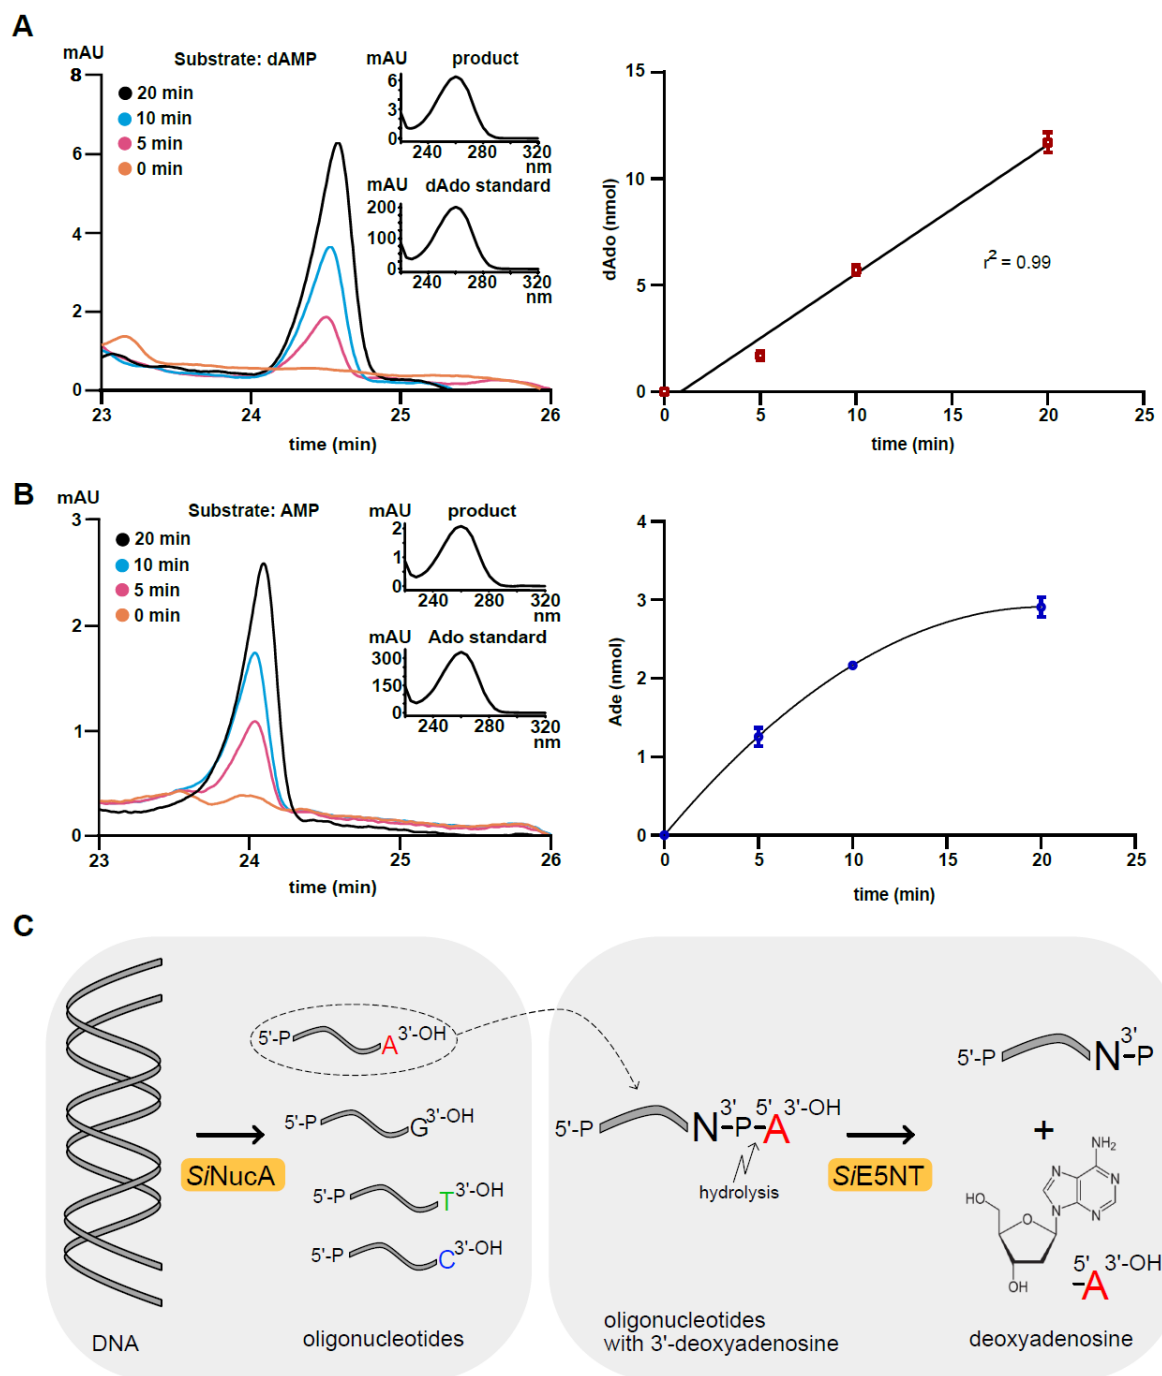 A
mAU
Substrate: dAMP
8
6
4
2
0
20 min
10 min
5 min
0 min
23
24
25
26
time (min)
mAU
product
6
3
0
240
280
320
nm
mAU
dAdo standard
200
100
0
240
280
320
nm
15
10
5
0
dAdo (nmol)
r² = 0.99
0
5
10
15
20
25
time (min)
B
mAU
Substrate: AMP
3
2
1
0
20 min
10 min
5 min
0 min
23
24
25
26
time (min)
mAU
product
2
1
0
240
280
320
nm
mAU
Ado standard
300
150
0
240
280
320
nm
4
3
2
1
0
Ade (nmol)
0
5
10
15
20
25
time (min)
C
DNA
SiNucA
5'-P A 3'-OH
5'-P G 3'-OH
5'-P T 3'-OH
5'-P C 3'-OH
oligonucleotides
5'-P N 3' -P- 5' A 3'-OH
hydrolysis
oligonucleotides
with 3'-deoxyadenosine
SiE5NT
5'-P N 3' -P
+
NH₂
N
N
N
N
HO
O
OH
5' -A 3'-OH
deoxyadenosine